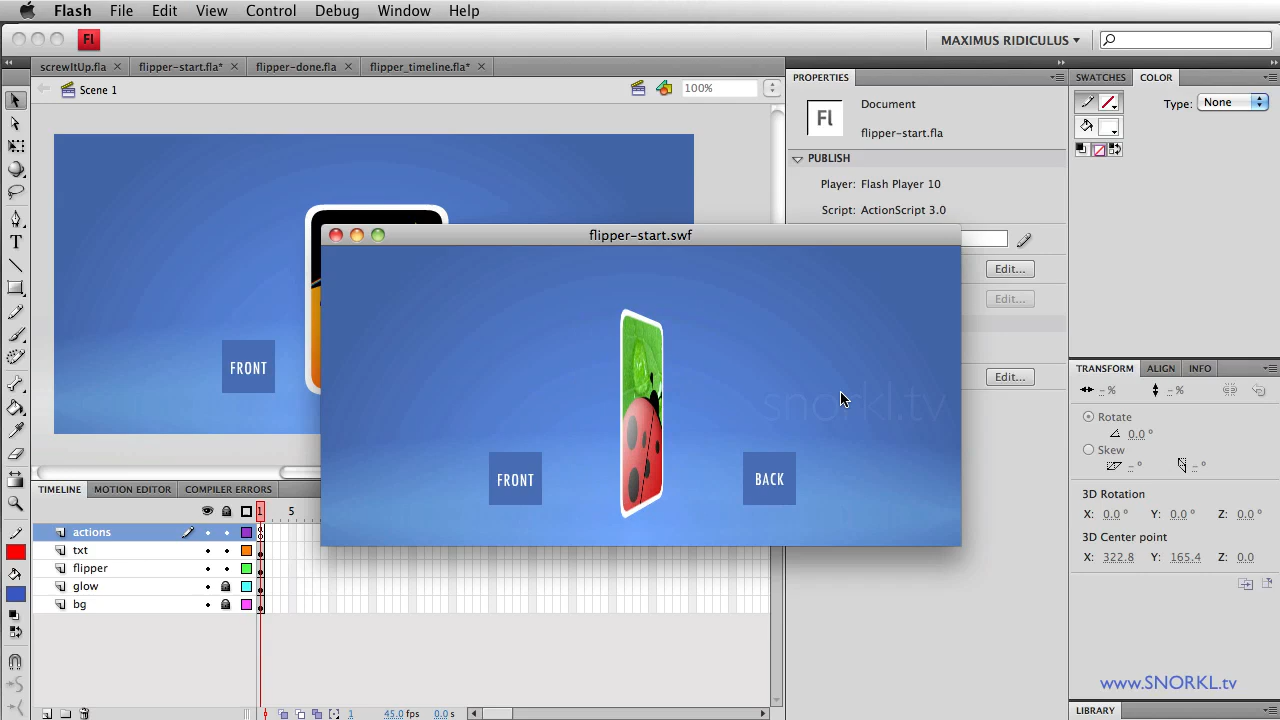 Flash File Edit View Control Debug Window Help
Fl MAXIMUS RIDICULUS
screwItUp.fla flipper-start.fla* flipper-done.fla flipper_timeline.fla*
Scene 1 100%
FRONT
flipper-start.swf
snorkl.tv
FRONT BACK
PROPERTIES
Fl Document
flipper-start.fla
PUBLISH
Player: Flash Player 10
Script: ActionScript 3.0
Edit...
Edit...
Edit...
SWATCHES COLOR
Type: None
TRANSFORM ALIGN INFO
– % – %
Rotate
0.0 °
Skew
– ° – °
3D Rotation
X: 0.0 ° Y: 0.0 ° Z: 0.0 °
3D Center point
X: 322.8 Y: 165.4 Z: 0.0
www.SNORKL.tv
LIBRARY
TIMELINE MOTION EDITOR COMPILER ERRORS
1 5
actions
txt
flipper
glow
bg
1 45.0 fps 0.0 s